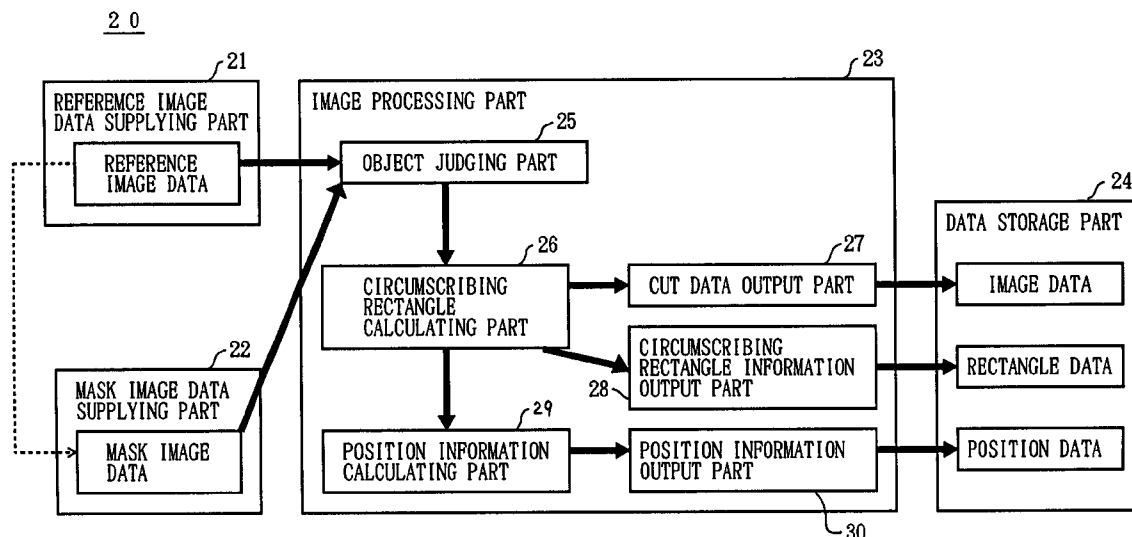 20
21
REFEREMCE IMAGE
DATA SUPPLYING PART
REFERENCE
IMAGE DATA
22
MASK IMAGE DATA
SUPPLYING PART
MASK IMAGE
DATA
23
IMAGE PROCESSING PART
25
OBJECT JUDGING PART
26
CIRCUMSCRIBING
RECTANGLE
CALCULATING PART
27
CUT DATA OUTPUT PART
CIRCUMSCRIBING
RECTANGLE INFORMATION
OUTPUT PART
28
29
POSITION INFORMATION
CALCULATING PART
POSITION INFORMATION
OUTPUT PART
30
24
DATA STORAGE PART
IMAGE DATA
RECTANGLE DATA
POSITION DATA